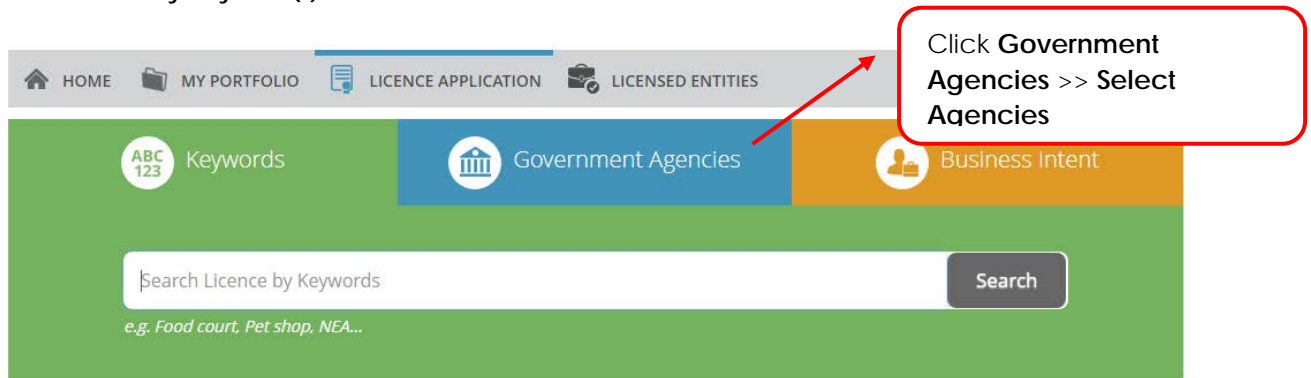 Click Government
Agencies >> Select
Agencies
HOME MY PORTFOLIO LICENCE APPLICATION LICENSED ENTITIES
ABC
123
Keywords Government Agencies Business Intent
Search Licence by Keywords Search
e.g. Food court, Pet shop, NEA...